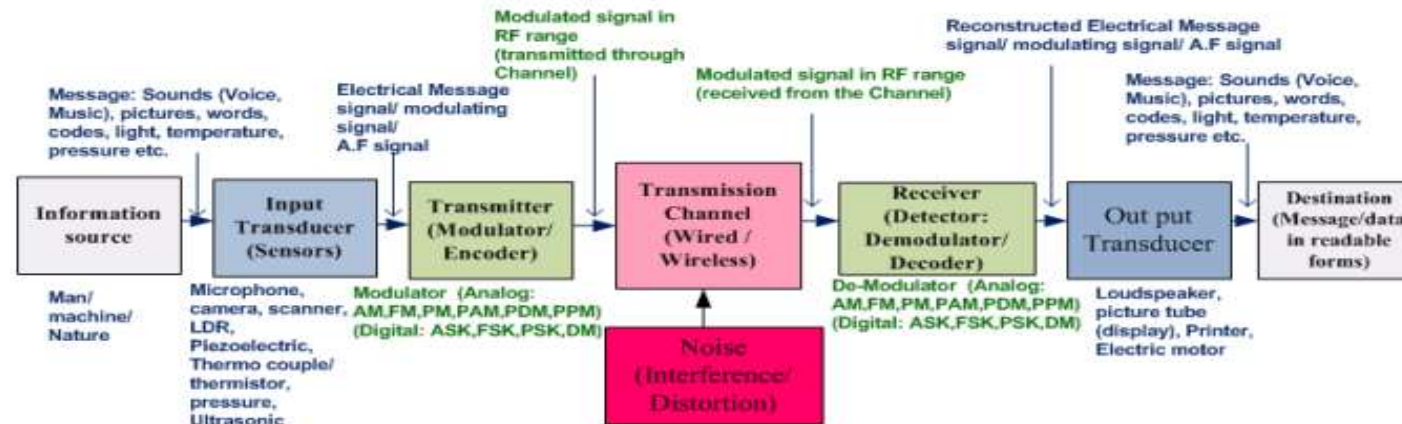 Modulated signal in
RF range
(transmitted through
Channel)
Reconstructed Electrical Message
signal/ modulating signal/ A.F signal
Message: Sounds (Voice,
Music), pictures, words,
codes, light, temperature,
pressure etc.
Electrical Message
signal/ modulating
signal/
A.F signal
Modulated signal in RF range
(received from the Channel)
Message: Sounds (Voice,
Music), pictures, words,
codes, light, temperature,
pressure etc.
Information
source
Input
Transducer
(Sensors)
Transmitter
(Modulator/
Encoder)
Transmission
Channel
(Wired /
Wireless)
Receiver
(Detector:
Demodulator/
Decoder)
Out put
Transducer
Destination
(Message/data
in readable
forms)
Man/
machine/
Nature
Microphone,
camera, scanner,
LDR,
Piezoelectric,
Thermo couple/
thermistor,
pressure,
Ultrasonic
Modulator (Analog:
AM,FM,PM,PAM,PDM,PPM)
(Digital: ASK,FSK,PSK,DM)
Noise
(Interference/
Distortion)
De-Modulator (Analog:
AM,FM,PM,PAM,PDM,PPM)
(Digital: ASK,FSK,PSK,DM)
Loudspeaker,
picture tube
(display), Printer,
Electric motor